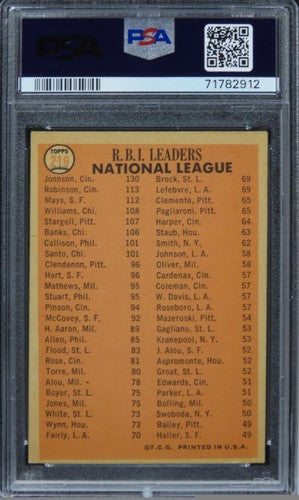 PSA
PSA
71782912
TOPPS
219
R.B.I. LEADERS
NATIONAL LEAGUE
Johnson, Cin. 130 Brock, St. L. 69
Robinson, Cin. 113 Lefebvre, L. A. 69
Mays, S. F. 112 Clemente, Pitt. 65
Williams, Chi. 108 Pagliaroni, Pitt. 65
Stargell, Pitt. 107 Harper, Cin. 64
Banks, Chi. 106 Staub, Hou. 63
Callison, Phil. 101 Smith, N. Y. 62
Santo, Chi. 101 Johnson, L. A. 58
Clendenon, Pitt. 96 Oliver, Mil. 58
Hart, S. F. 96 Cardenas, Cin. 57
Mathews, Mil. 95 Coleman, Cin. 57
Stuart, Phil. 95 W. Davis, L. A. 57
Pinson, Cin. 94 Roseboro, L. A. 57
McCovey, S. F. 92 Mazeroski, Pitt. 54
H. Aaron, Mil. 89 Gagliano, St. L. 53
Allen, Phil. 85 Kranepool, N. Y. 53
Flood, St. L. 83 J. Alou, S. F. 52
Rose, Cin. 81 Aspromonte, Hou. 52
Torre, Mil. 80 Groat, St. L. 52
Alou, Mil. 78 Edwards, Cin. 51
Boyer, St. L. 75 Parker, L. A. 51
Jones, Mil. 75 Bolling, Mil. 50
White, St. L. 73 Swoboda, N. Y. 50
Wynn, Hou. 73 Bailey, Pitt. 49
Fairly, L. A. 70 Haller, S. F. 49
©T.C.G. PRINTED IN U.S.A.